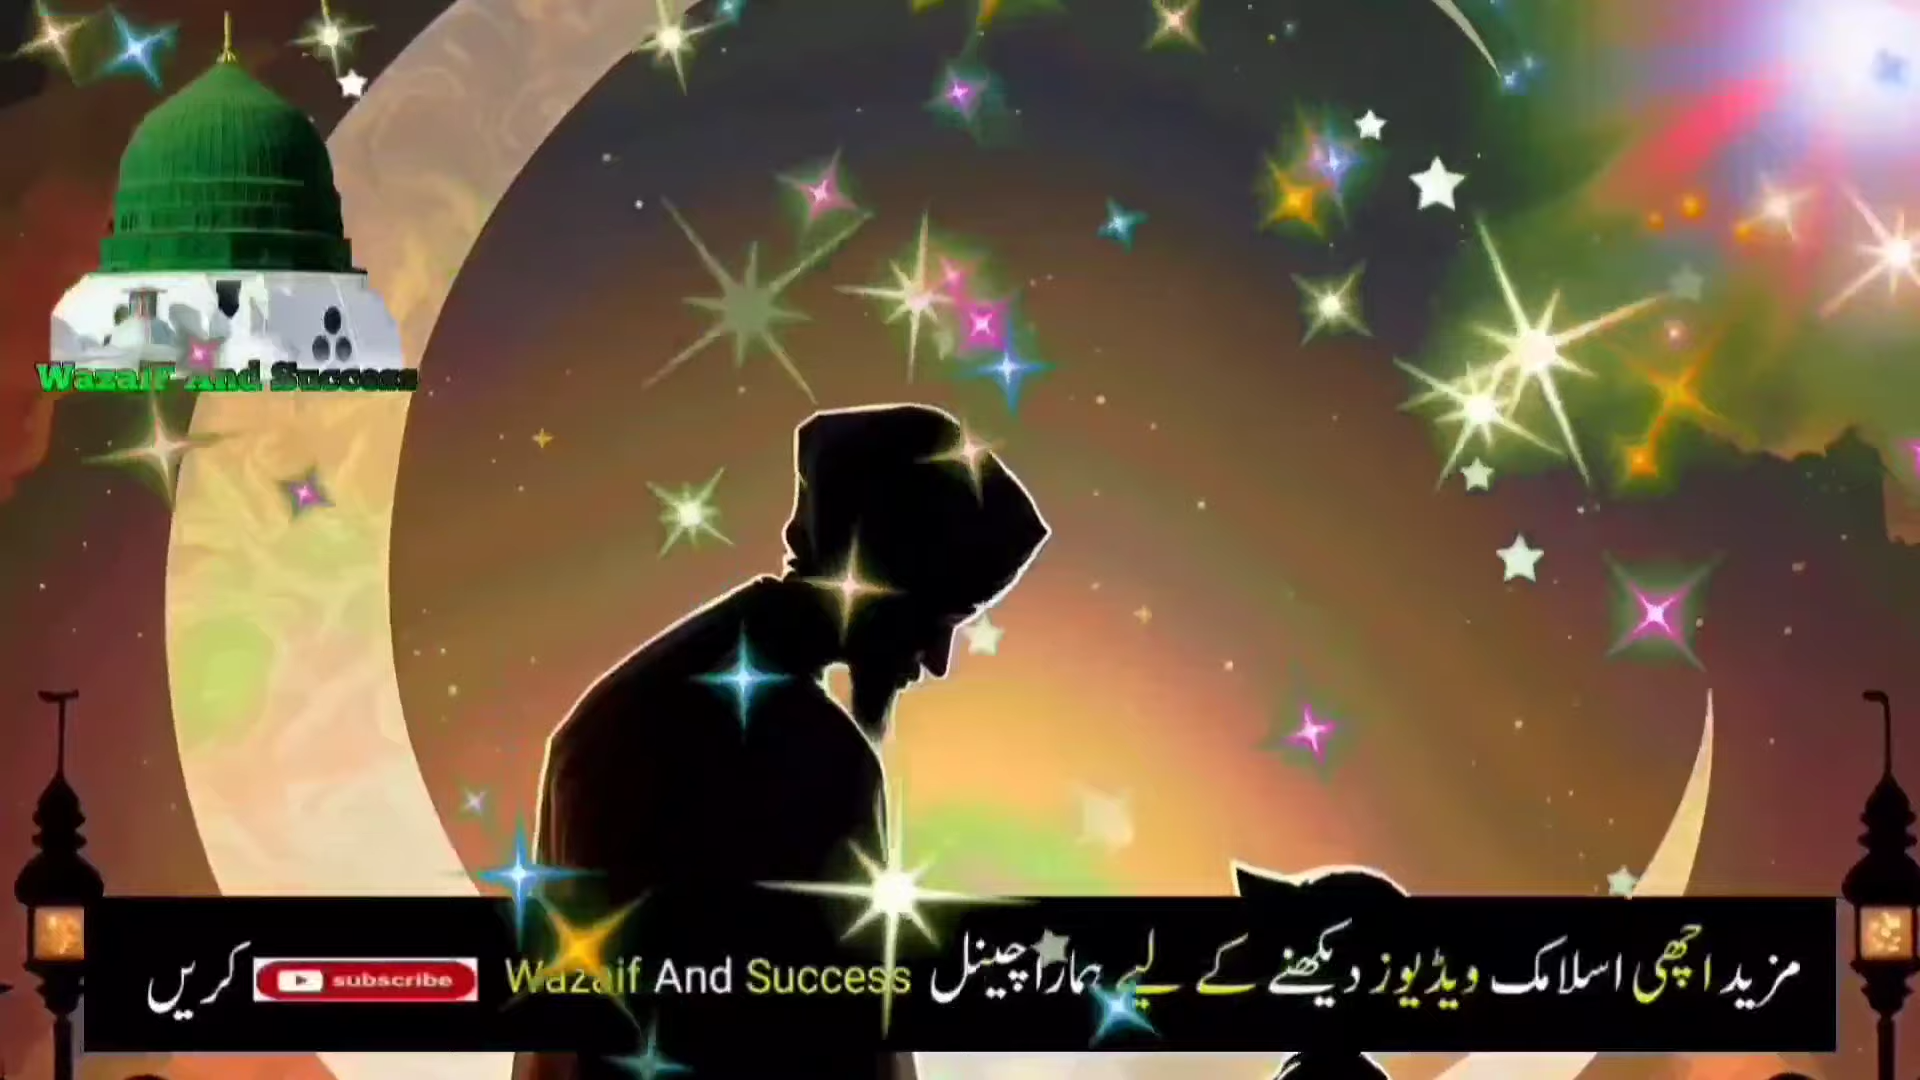 Wazaif And Success
مزید اچھی اسلامک ویڈیوز دیکھنے کے لیے ہمارا چینل Wazaif And Success subscribe کریں